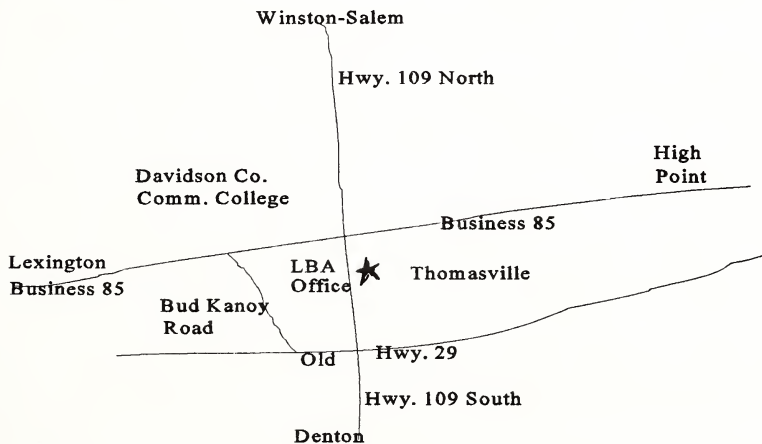 Winston-Salem
Hwy. 109 North
High
Point
Davidson Co.
Comm. College
Business 85
Lexington
Business 85
LBA
Office
Thomasville
Bud Kanoy
Road
Old Hwy. 29
Hwy. 109 South
Denton